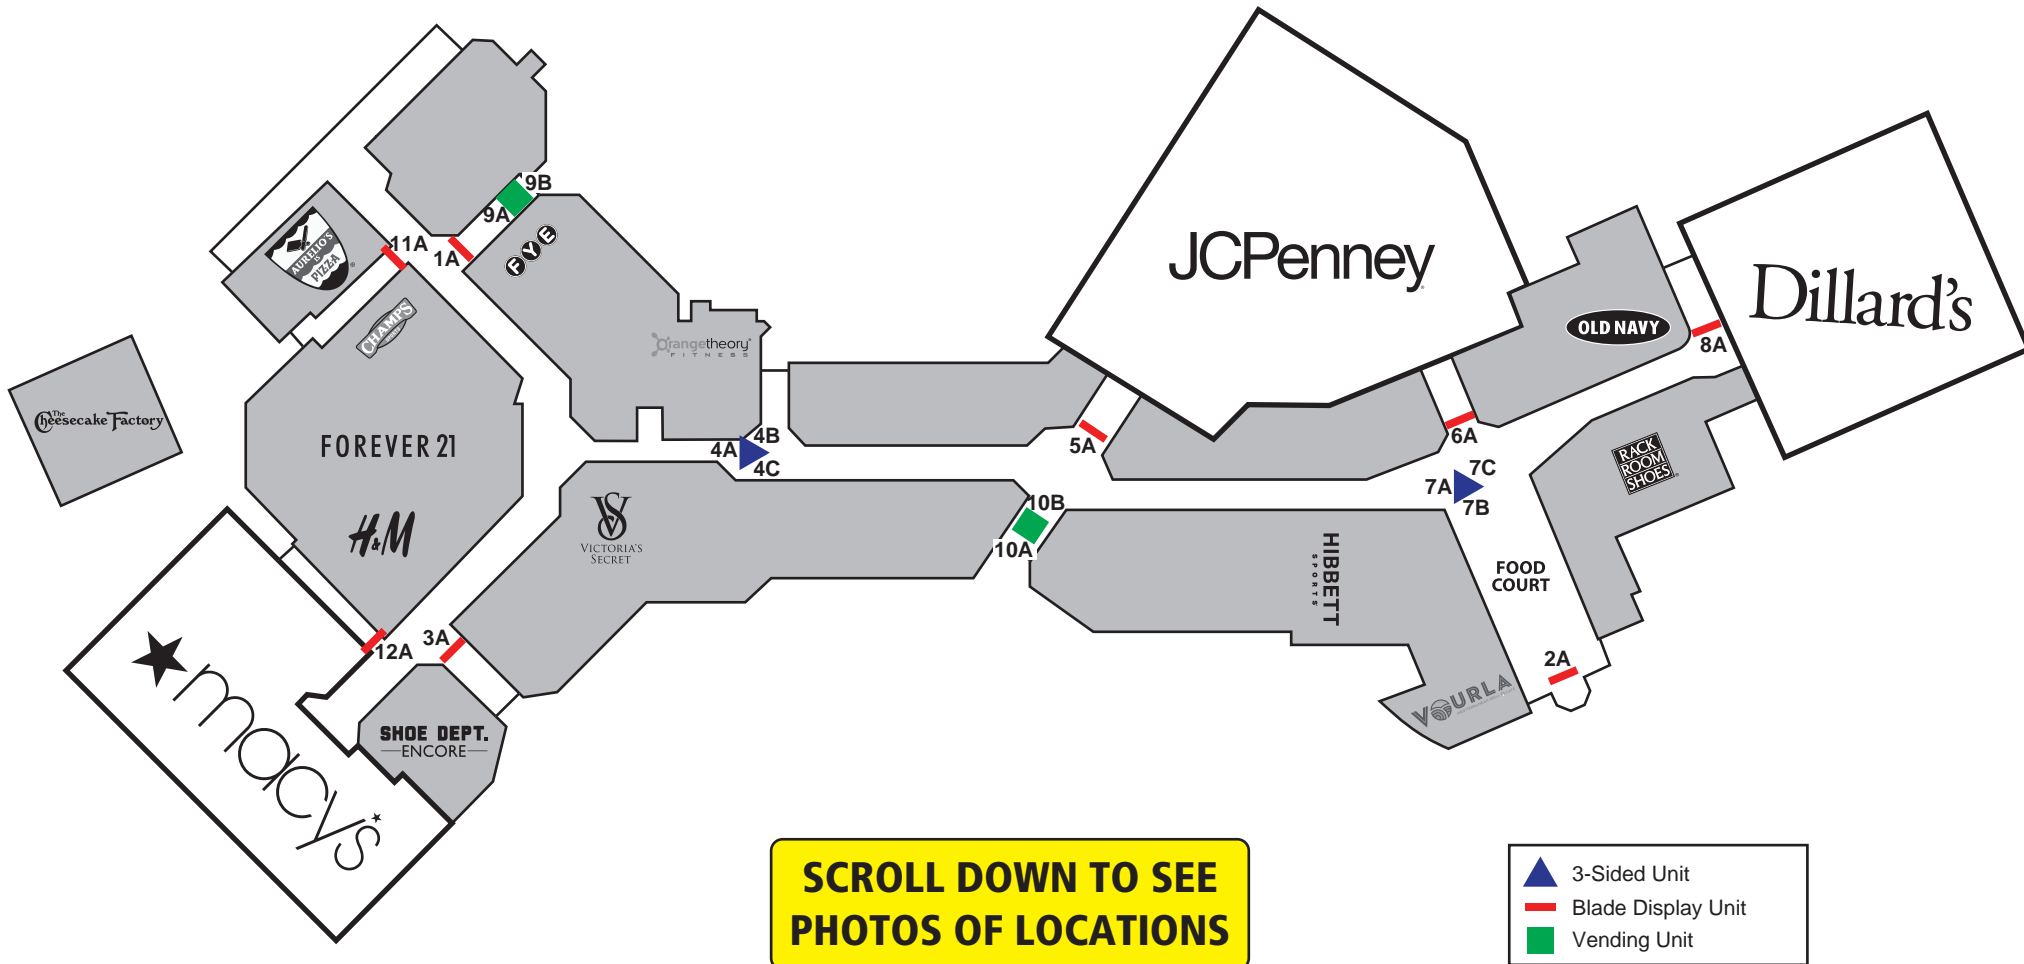 9B
9A
11A
1A
AURELIO'S
IS
PIZZA
FYE
CHAMPS
orangetheory
FITNESS
JCPenney
Dillard's
OLD NAVY
8A
The
Cheesecake Factory
FOREVER 21
H&M
4B
4A
4C
5A
6A
7C
7A
7B
RACK
ROOM
SHOES
VS
VICTORIA'S
SECRET
10B
10A
HIBBETT
SPORTS
FOOD
COURT
2A
VOURLA
3A
12A
macy's
SHOE DEPT.
ENCORE
SCROLL DOWN TO SEE
PHOTOS OF LOCATIONS
3-Sided Unit
Blade Display Unit
Vending Unit